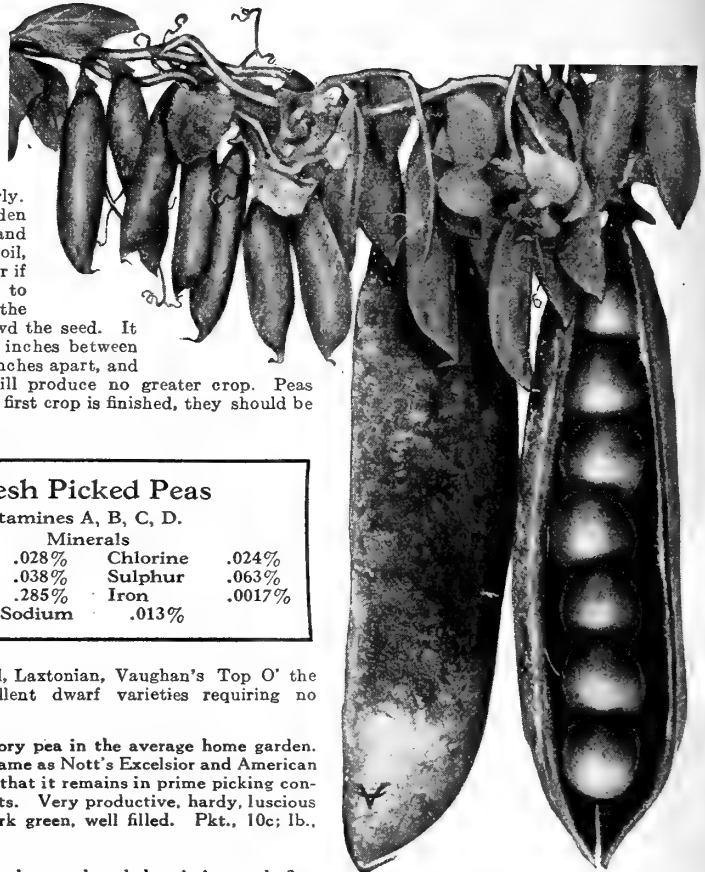 rly.
den
and
oil,
r if
to
the
wd the seed. It
inches between
nches apart, and
ill produce no greater crop. Peas
first crop is finished, they should be
esh Picked Peas
tamines A, B, C, D.
Minerals
.028% Chlorine .024%
.038% Sulphur .063%
.285% Iron .0017%
Sodium .013%
l, Laxtonian, Vaughan's Top O' the
llent dwarf varieties requiring no
ory pea in the average home garden.
ame as Nott's Excelsior and American
that it remains in prime picking con-
ts. Very productive, hardy, luscious
rk green, well filled. Pkt., 10c; lb.,